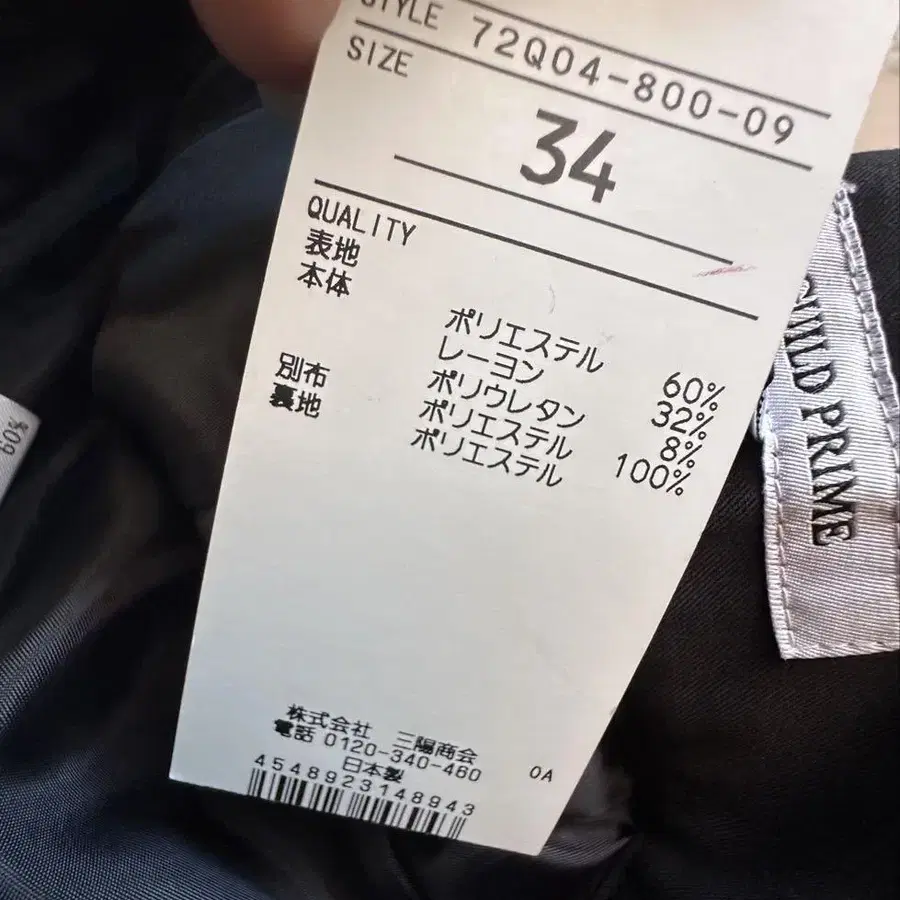 STYLE 72Q04-800-09
SIZE
34
QUALITY
表地
本体
ポリエステル 60%
レーヨン 32%
ポリウレタン 8%
別布 ポリエステル 100%
裏地 ポリエステル
株式会社 三陽商会
電話 0120-340-460
日本製 0A
4548923148943
GUILD PRIME